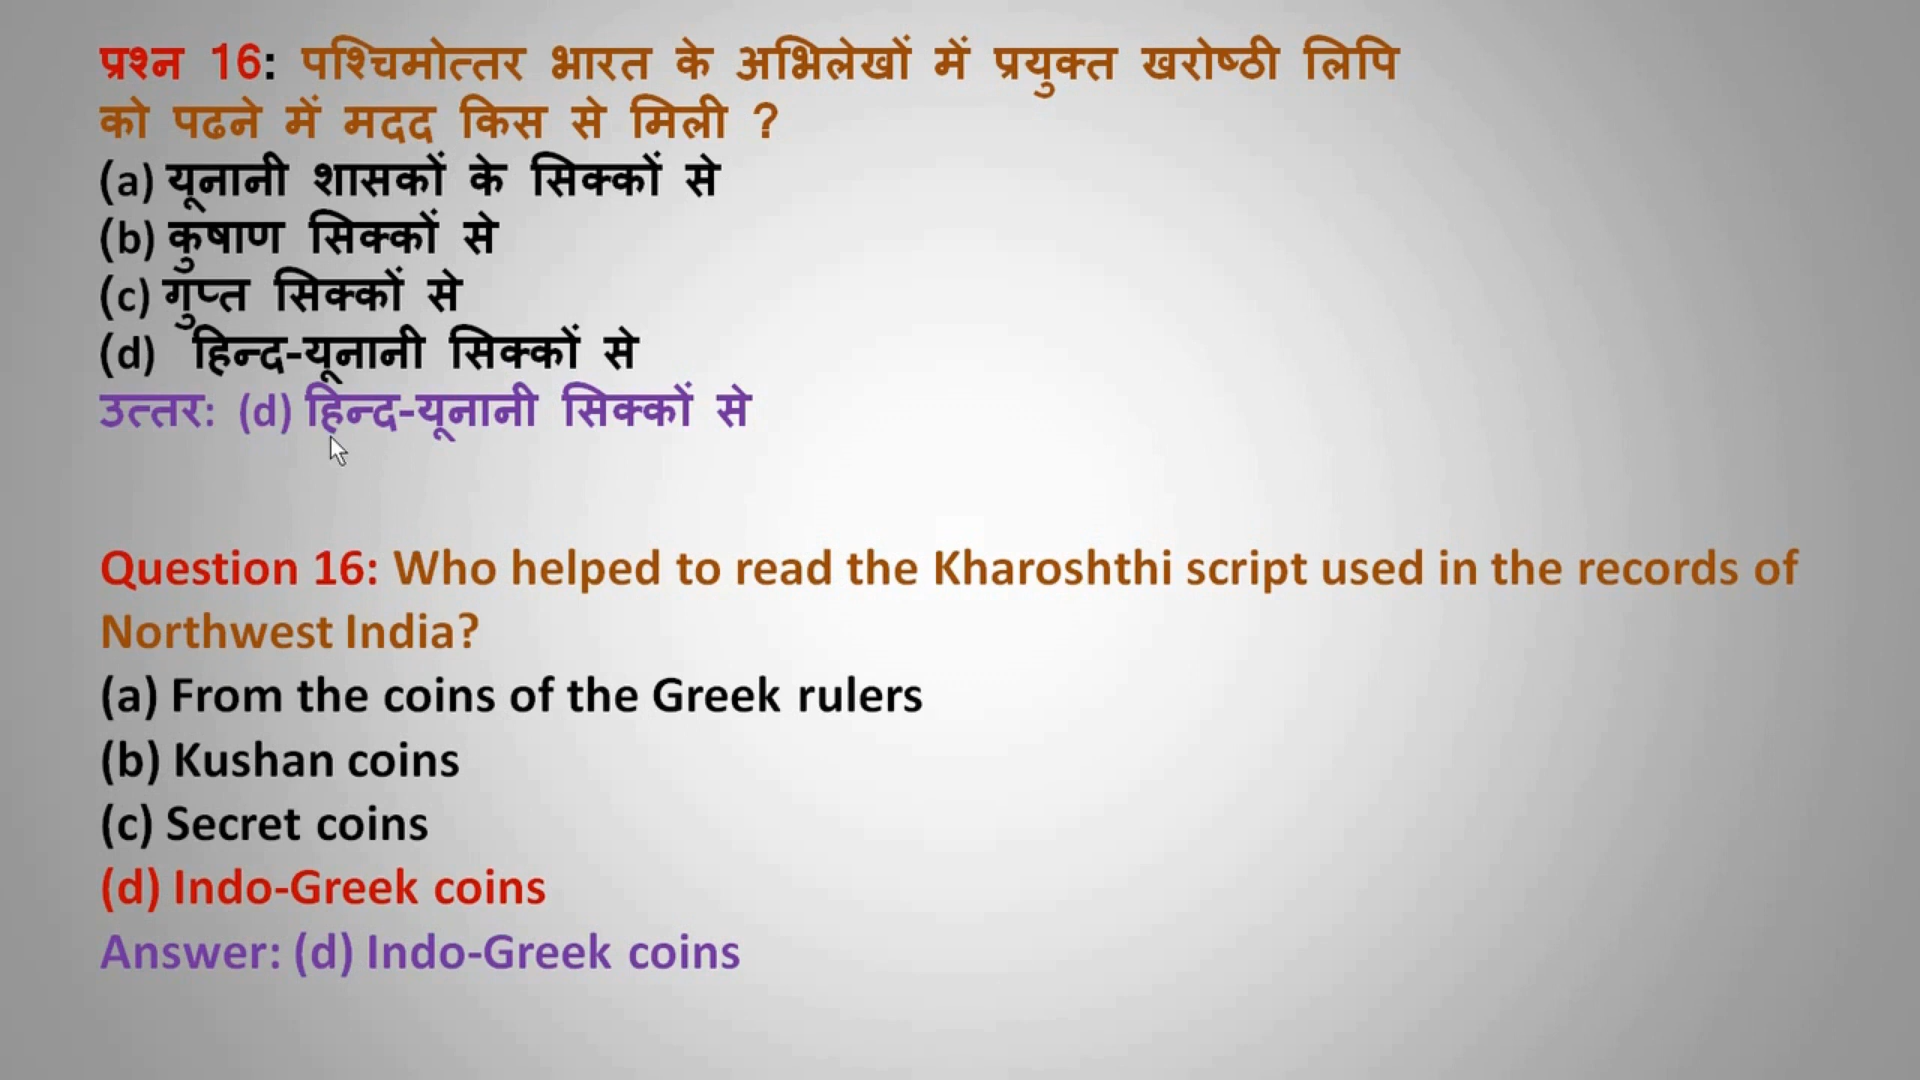 प्रश्न 16: पश्चिमोत्तर भारत के अभिलेखों में प्रयुक्त खरोष्ठी लिपि
को पढने में मदद किस से मिली ?
(a) यूनानी शासकों के सिक्कों से
(b) कुषाण सिक्कों से
(c) गुप्त सिक्कों से
(d) हिन्द-यूनानी सिक्कों से
उत्तर: (d) हिन्द-यूनानी सिक्कों से
Question 16: Who helped to read the Kharoshthi script used in the records of
Northwest India?
(a) From the coins of the Greek rulers
(b) Kushan coins
(c) Secret coins
(d) Indo-Greek coins
Answer: (d) Indo-Greek coins